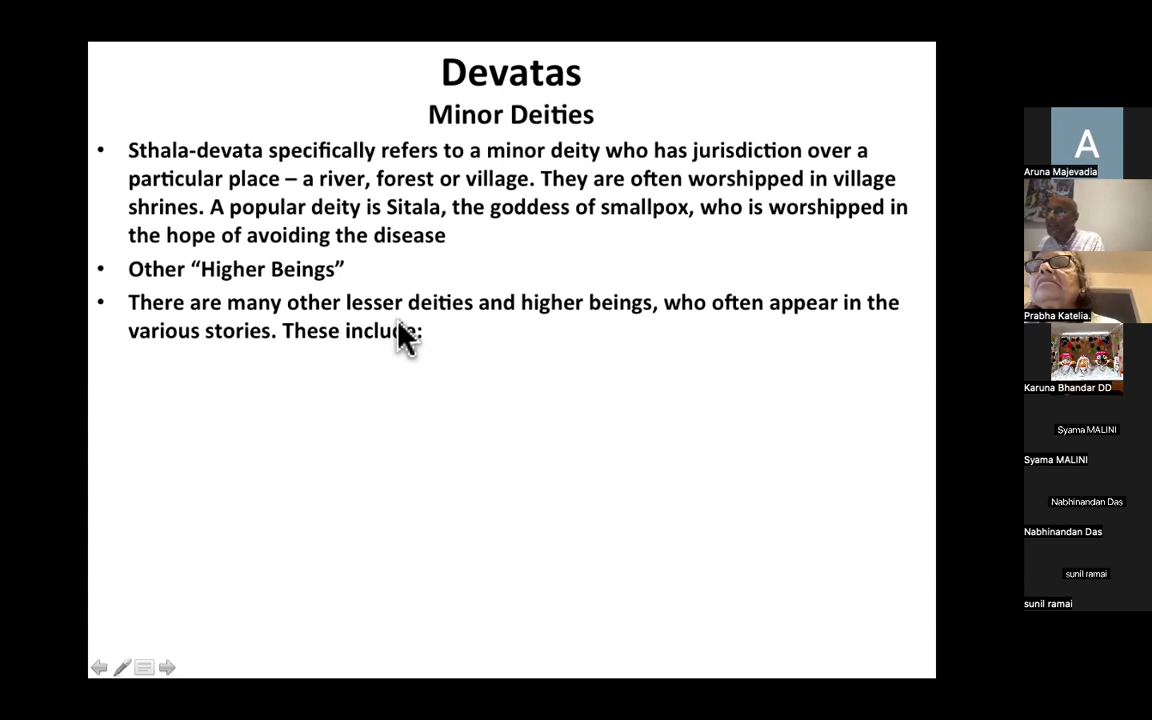 Devatas
Minor Deities
• Sthala-devata specifically refers to a minor deity who has jurisdiction over a
particular place – a river, forest or village. They are often worshipped in village
shrines. A popular deity is Sitala, the goddess of smallpox, who is worshipped in
the hope of avoiding the disease
• Other “Higher Beings”
• There are many other lesser deities and higher beings, who often appear in the
various stories. These include:
A
Aruna Majevadia
Prabha Katelia.
Karuna Bhandar DD
Syama MALINI
Syama MALINI
Nabhinandan Das
Nabhinandan Das
sunil ramai
sunil ramai